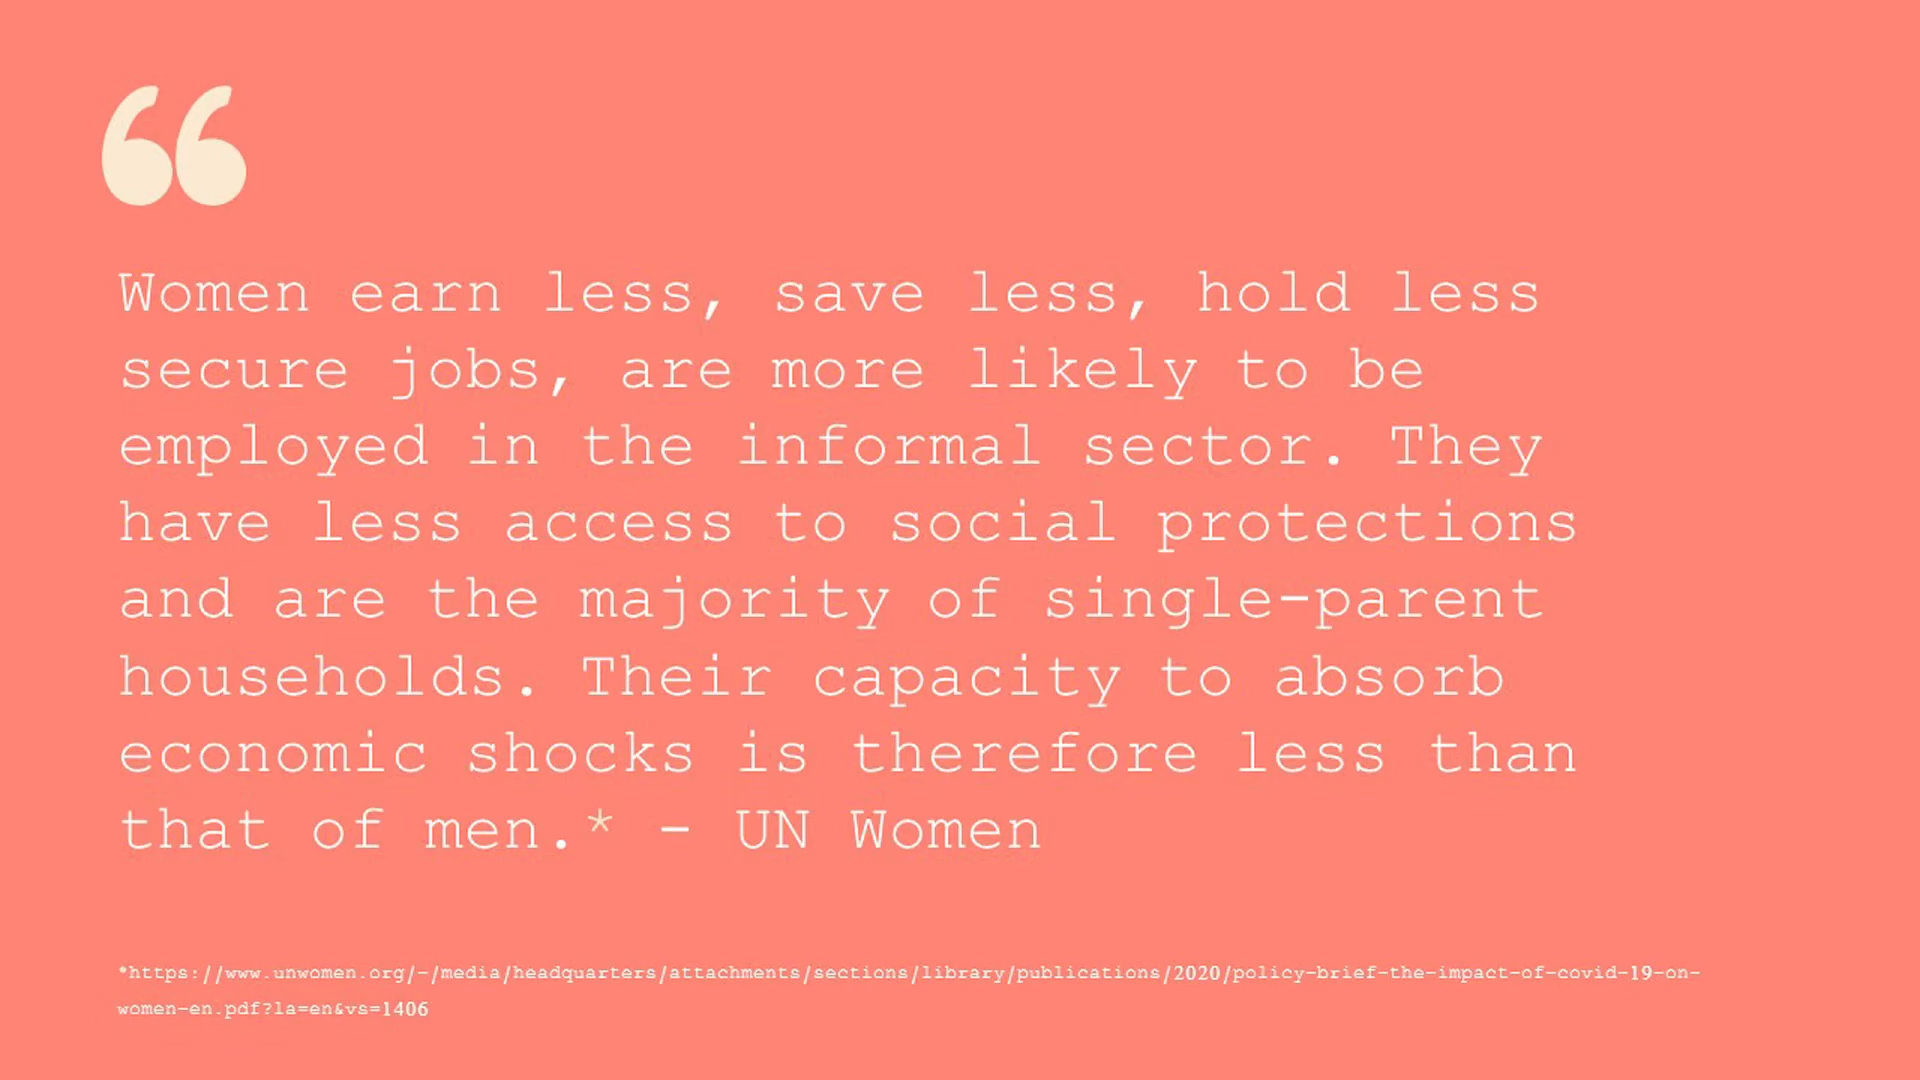 “
Women earn less, save less, hold less
secure jobs, are more likely to be
employed in the informal sector. They
have less access to social protections
and are the majority of single-parent
households. Their capacity to absorb
economic shocks is therefore less than
that of men.* - UN Women
*https://www.unwomen.org/-/media/headquarters/attachments/sections/library/publications/2020/policy-brief-the-impact-of-covid-19-on-
women-en.pdf?la=en&vs=1406